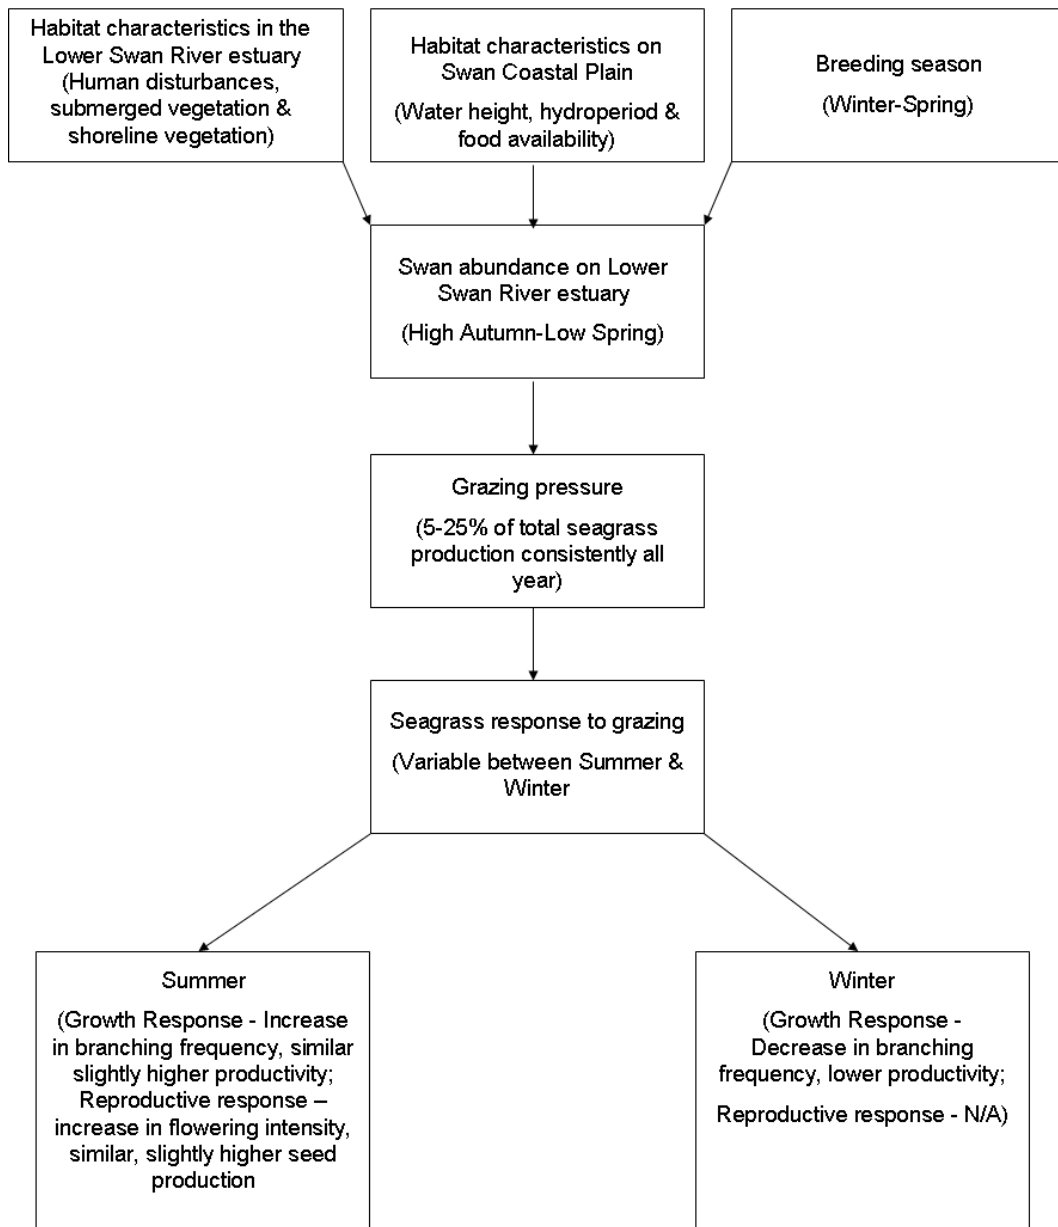 Habitat characteristics in the
Lower Swan River estuary
(Human disturbances,
submerged vegetation &
shoreline vegetation)
Habitat characteristics on
Swan Coastal Plain
(Water height, hydroperiod &
food availability)
Breeding season
(Winter-Spring)
Swan abundance on Lower
Swan River estuary
(High Autumn-Low Spring)
Grazing pressure
(5-25% of total seagrass
production consistently all
year)
Seagrass response to grazing
(Variable between Summer &
Winter
Summer
(Growth Response - Increase
in branching frequency, similar
slightly higher productivity;
Reproductive response –
increase in flowering intensity,
similar, slightly higher seed
production
Winter
(Growth Response -
Decrease in branching
frequency, lower productivity;
Reproductive response - N/A)